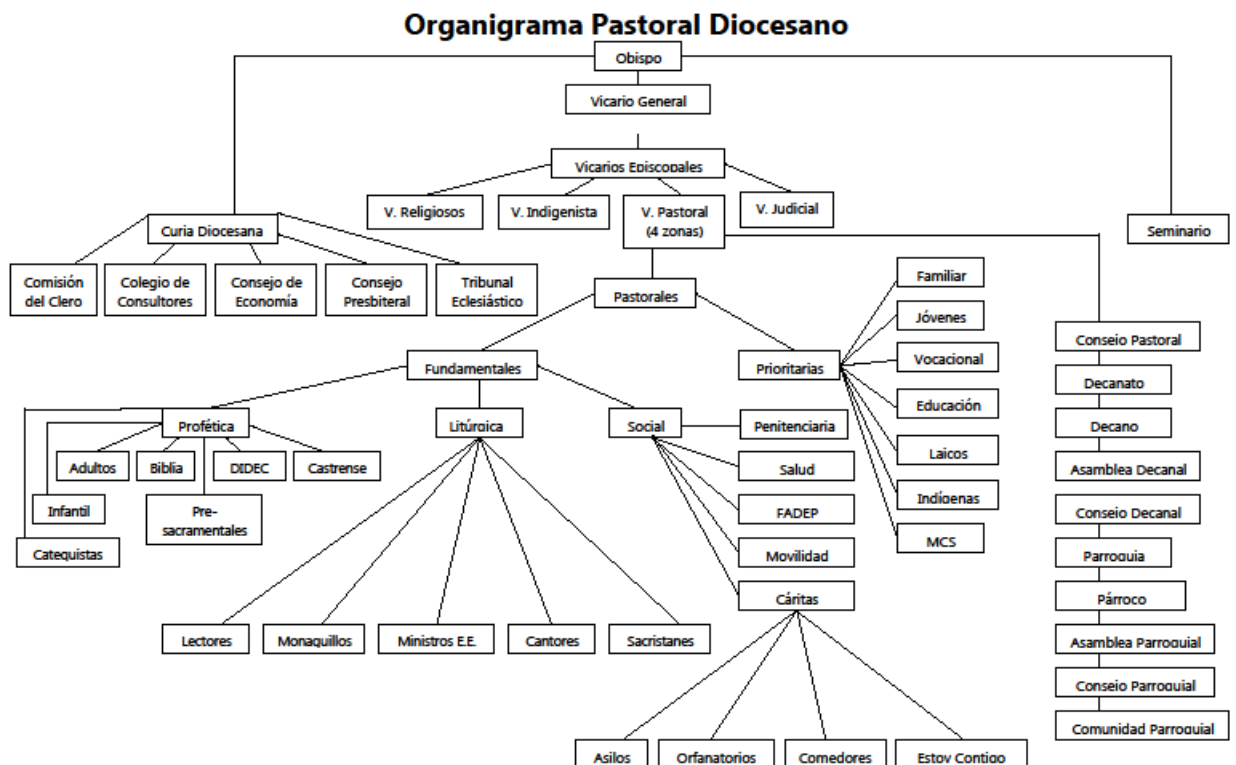 Organigrama Pastoral Diocesano
Obispo
Vicario General
Vicarios Episcopales
V. Religiosos
V. Indigenista
V. Pastoral
(4 zonas)
V. Judicial
Curia Diocesana
Seminario
Comisión
del Clero
Colegio de
Consultores
Consejo de
Economía
Consejo
Presbiteral
Tribunal
Eclesiástico
Pastorales
Familiar
Jóvenes
Vocacional
Educación
Laicos
Indígenas
MCS
Fundamentales
Prioritarias
Profética
Litúrgica
Social
Adultos
Biblia
DIDEC
Castrense
Infantil
Pre-
sacramentales
Catequistas
Penitenciaria
Salud
FADEP
Movilidad
Cáritas
Lectores
Monaguillos
Ministros E.E.
Cantores
Sacristanes
Asilos
Orfanatorios
Comedores
Estoy Contigo
Consejo Pastoral
Decanato
Decano
Asamblea Decanal
Consejo Decanal
Parroquia
Párroco
Asamblea Parroquial
Consejo Parroquial
Comunidad Parroquial